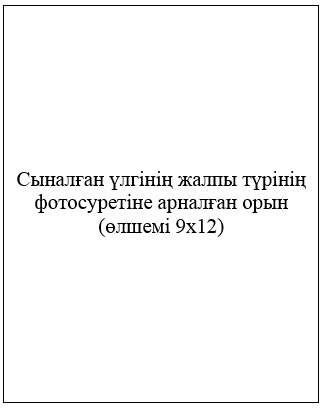 Сыналған үлгінің жалпы түрінің
фотосуретіне арналған орын
(өлшемі 9х12)